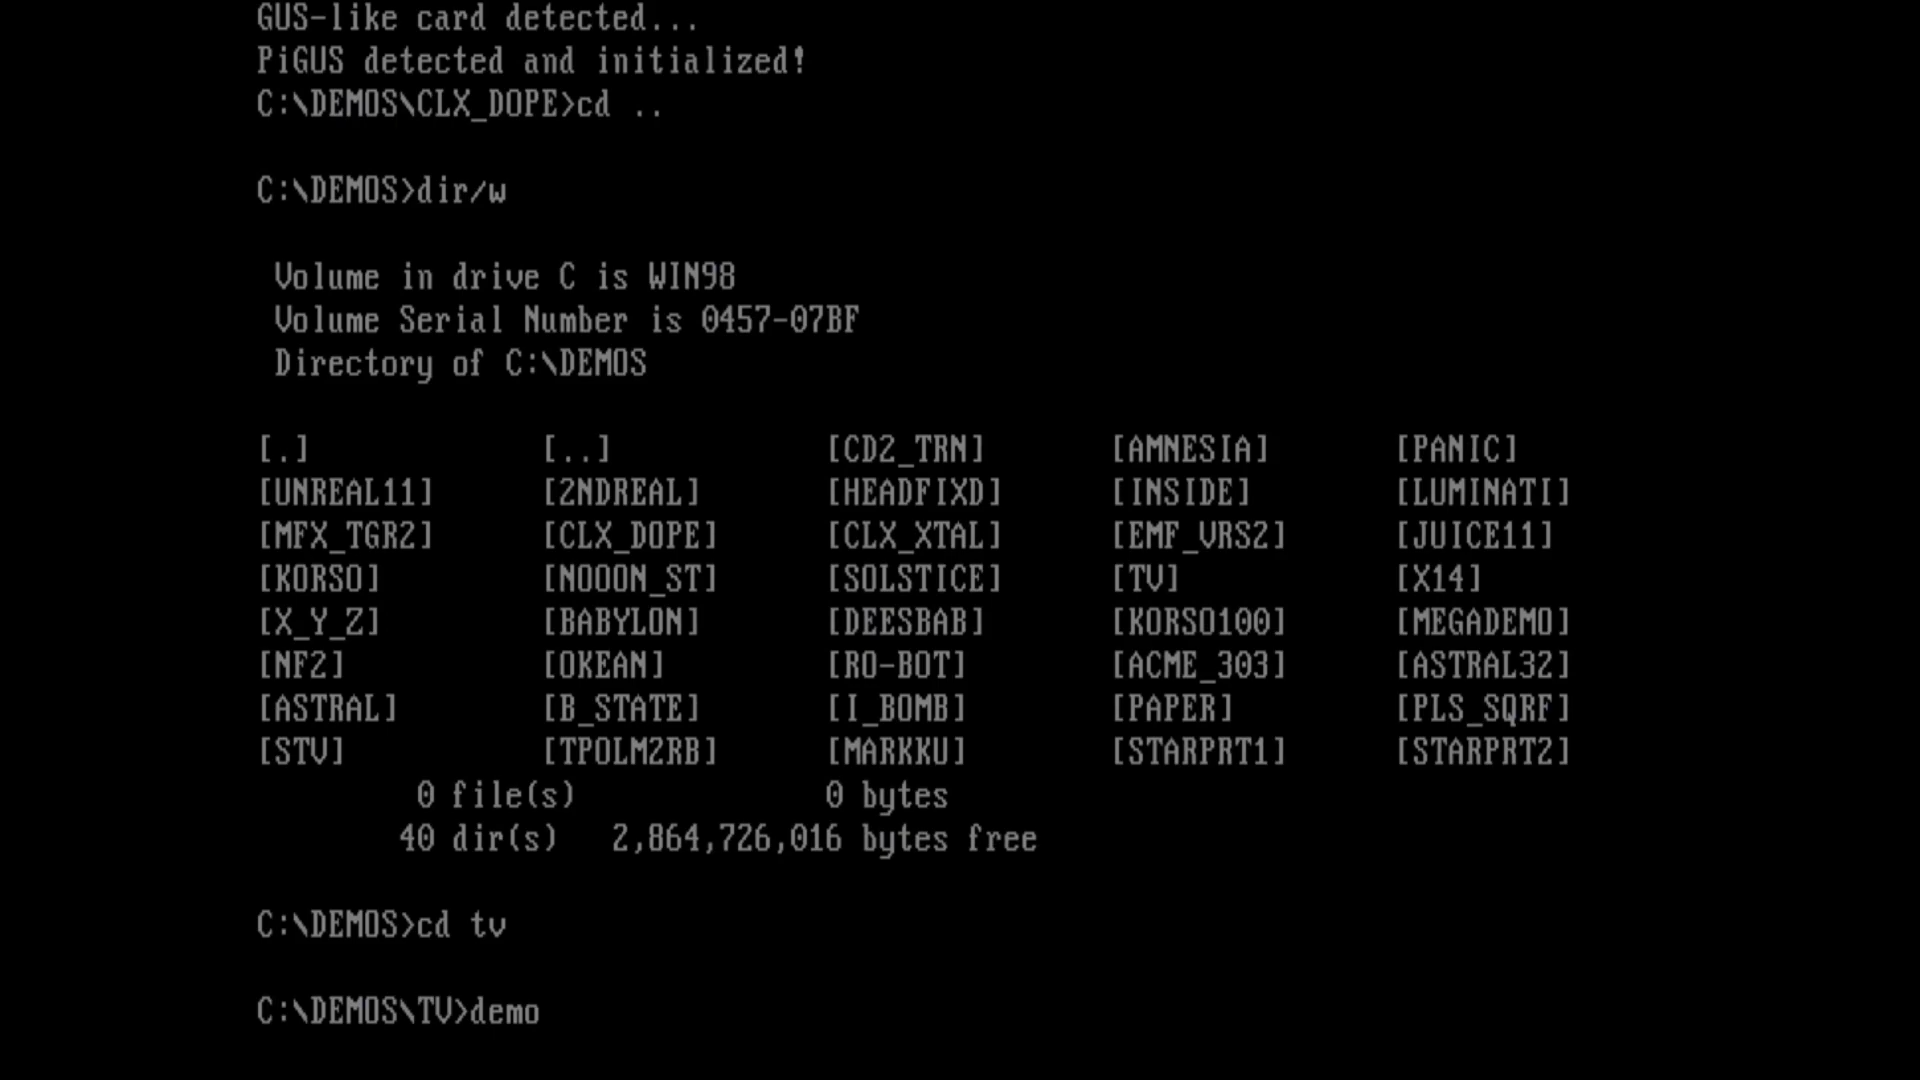 GUS-like card detected...
PiGUS detected and initialized!
C:\DEMOS\CLX_DOPE>cd ..
C:\DEMOS>dir/w
Volume in drive C is WIN98
Volume Serial Number is 0457-07BF
Directory of C:\DEMOS
[.] [..] [CD2_TRN] [AMNESIA] [PANIC]
[UNREAL11] [2NDREAL] [HEADFIXD] [INSIDE] [LUMINATI]
[MFX_TGR2] [CLX_DOPE] [CLX_XTAL] [EMF_VRS2] [JUICE11]
[KORSO] [NOOON_ST] [SOLSTICE] [TV] [X14]
[X_Y_Z] [BABYLON] [DEESBAB] [KORSO100] [MEGADEMO]
[NF2] [OKEAN] [RO-BOT] [ACME_303] [ASTRAL32]
[ASTRAL] [B_STATE] [I_BOMB] [PAPER] [PLS_SQRF]
[STV] [TPOLM2RB] [MARKKU] [STARPRT1] [STARPRT2]
0 file(s) 0 bytes
40 dir(s) 2,864,726,016 bytes free
C:\DEMOS>cd tv
C:\DEMOS\TV>demo